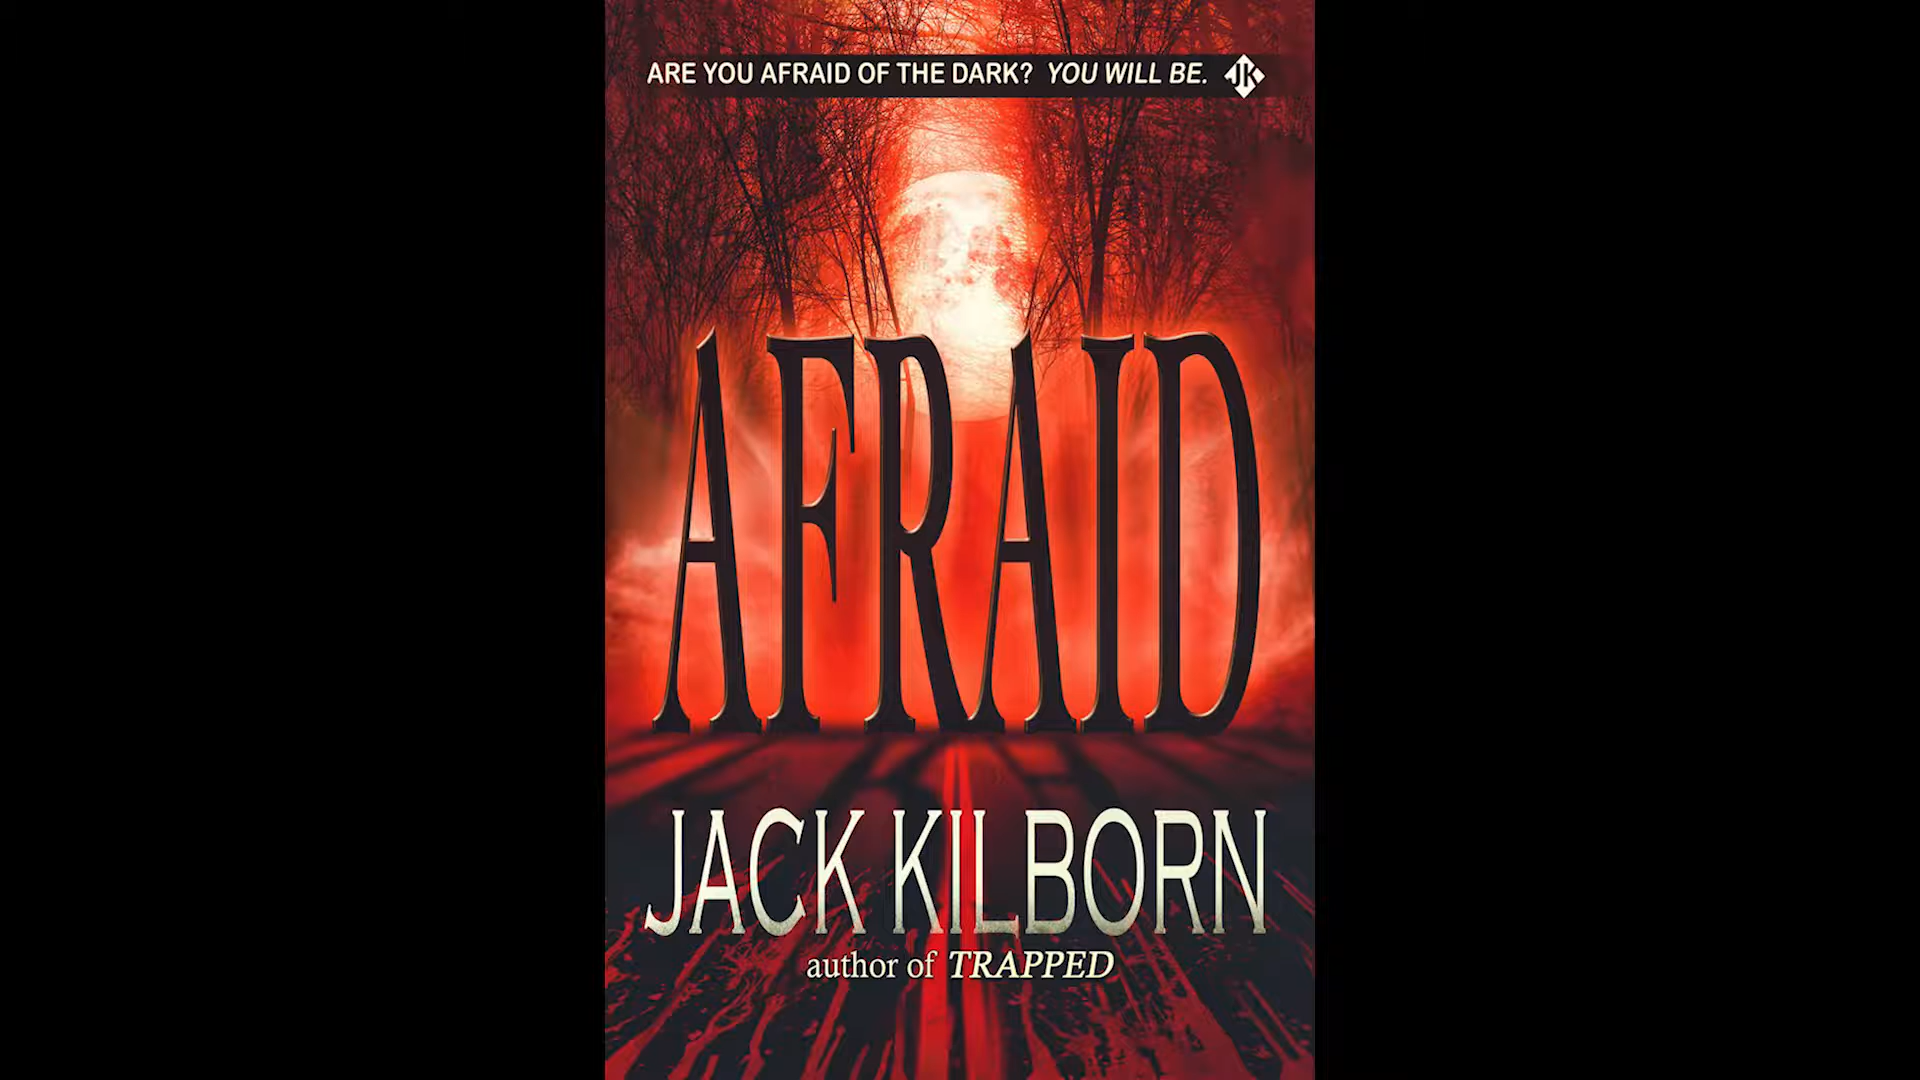 ARE YOU AFRAID OF THE DARK? YOU WILL BE. JK
AFRAID
JACK KILBORN
author of TRAPPED